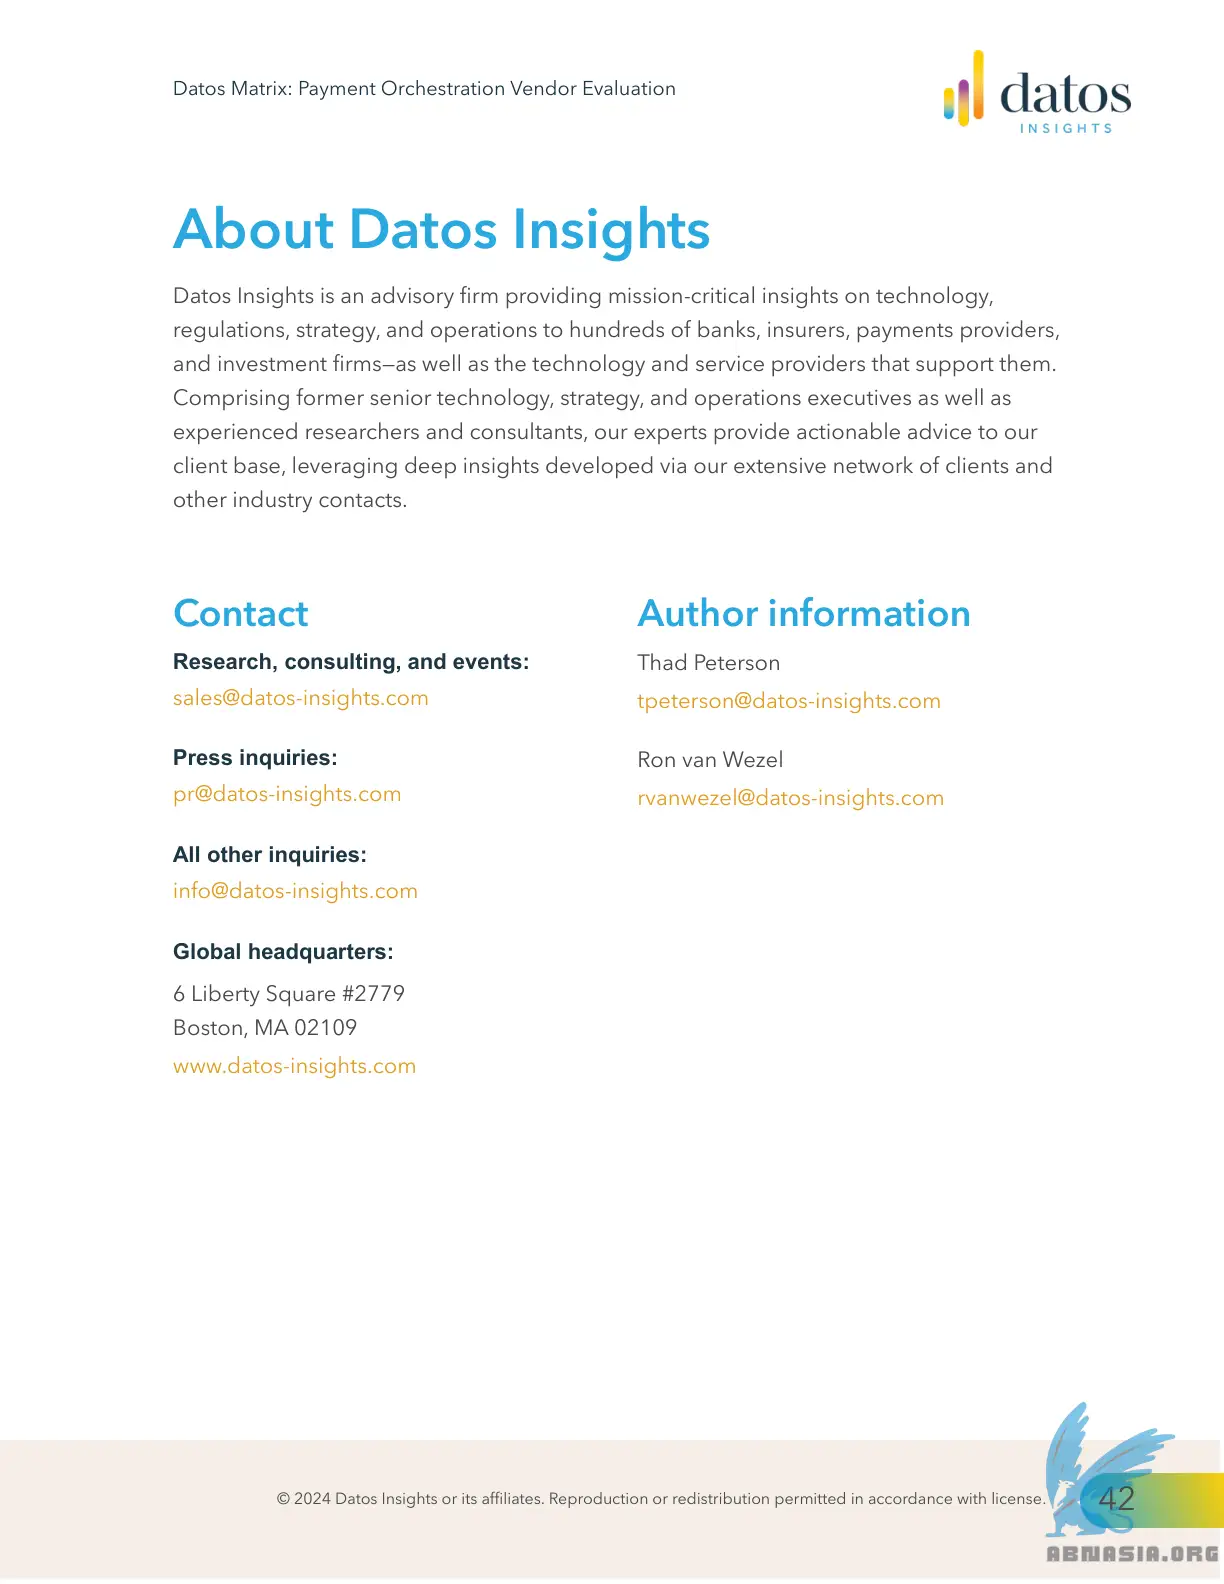 Datos Matrix: Payment Orchestration Vendor Evaluation
datos
INSIGHTS
About Datos Insights
Datos Insights is an advisory firm providing mission-critical insights on technology,
regulations, strategy, and operations to hundreds of banks, insurers, payments providers,
and investment firms—as well as the technology and service providers that support them.
Comprising former senior technology, strategy, and operations executives as well as
experienced researchers and consultants, our experts provide actionable advice to our
client base, leveraging deep insights developed via our extensive network of clients and
other industry contacts.
Contact
Research, consulting, and events:
sales@datos-insights.com
Press inquiries:
pr@datos-insights.com
All other inquiries:
info@datos-insights.com
Global headquarters:
6 Liberty Square #2779
Boston, MA 02109
www.datos-insights.com
Author information
Thad Peterson
tpeterson@datos-insights.com
Ron van Wezel
rvanwezel@datos-insights.com
© 2024 Datos Insights or its affiliates. Reproduction or redistribution permitted in accordance with license.
42
ABNASIA.ORG